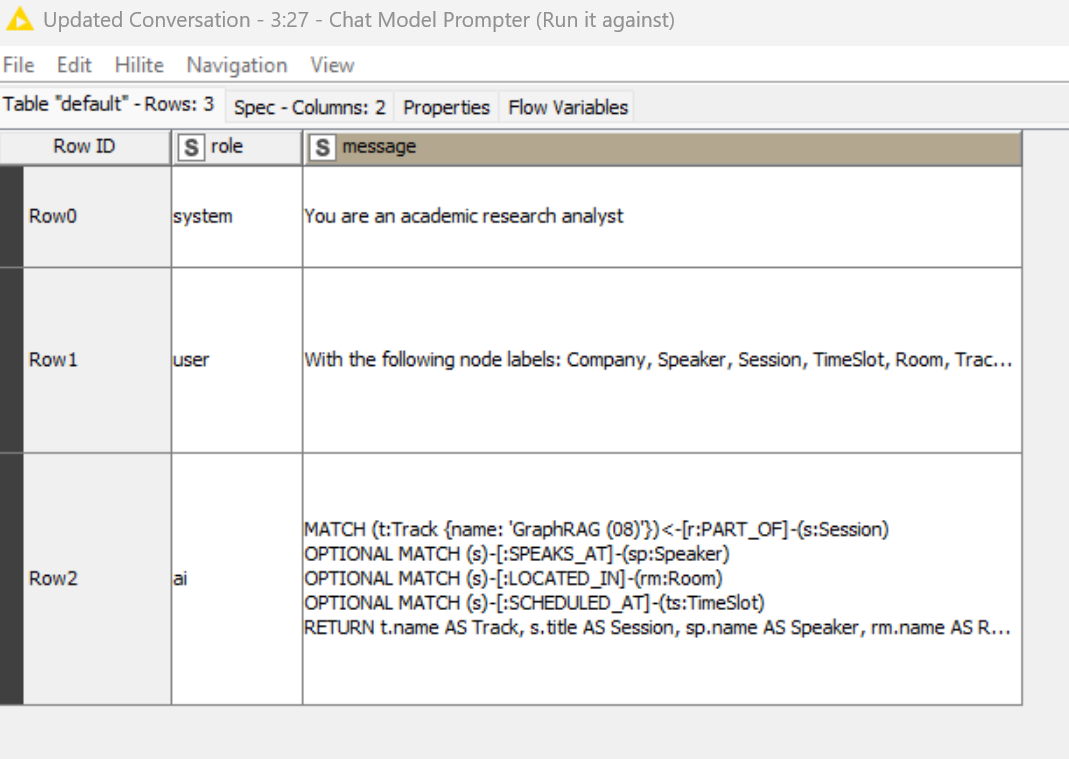 Updated Conversation - 3:27 - Chat Model Prompter (Run it against)
File Edit Hilite Navigation View
Table "default" - Rows: 3 Spec - Columns: 2 Properties Flow Variables
Row ID S role S message
Row0 system You are an academic research analyst
Row1 user With the following node labels: Company, Speaker, Session, TimeSlot, Room, Trac...
MATCH (t:Track {name: 'GraphRAG (08)'})<-[r:PART_OF]-(s:Session)
OPTIONAL MATCH (s)-[:SPEAKS_AT]-(sp:Speaker)
Row2 ai OPTIONAL MATCH (s)-[:LOCATED_IN]-(rm:Room)
OPTIONAL MATCH (s)-[:SCHEDULED_AT]-(ts:TimeSlot)
RETURN t.name AS Track, s.title AS Session, sp.name AS Speaker, rm.name AS R...